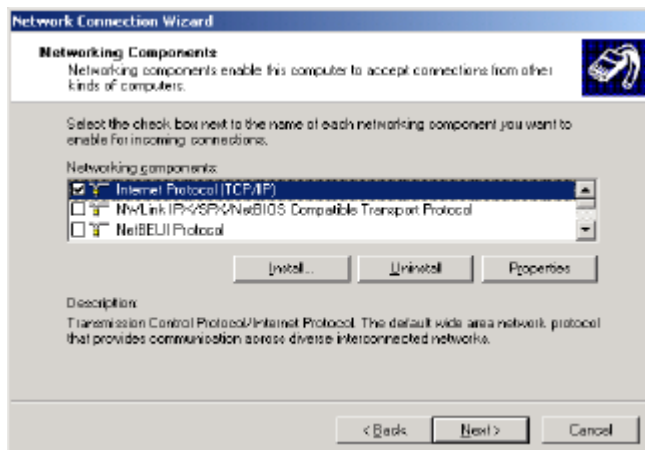 Network Connection Wizard
Networking Components
Networking components enable this computer to accept connections from other
kinds of computers.
Select the check box next to the name of each networking component you want to
enable for incoming connections.
Networking components:
Internet Protocol (TCP/IP)
NWLink IPX/SPX/NetBIOS Compatible Transport Protocol
NetBEUI Protocol
Install... Uninstall Properties
Description:
Transmission Control Protocol/Internet Protocol. The default wide area network protocol
that provides communication across diverse interconnected networks.
< Back Next > Cancel